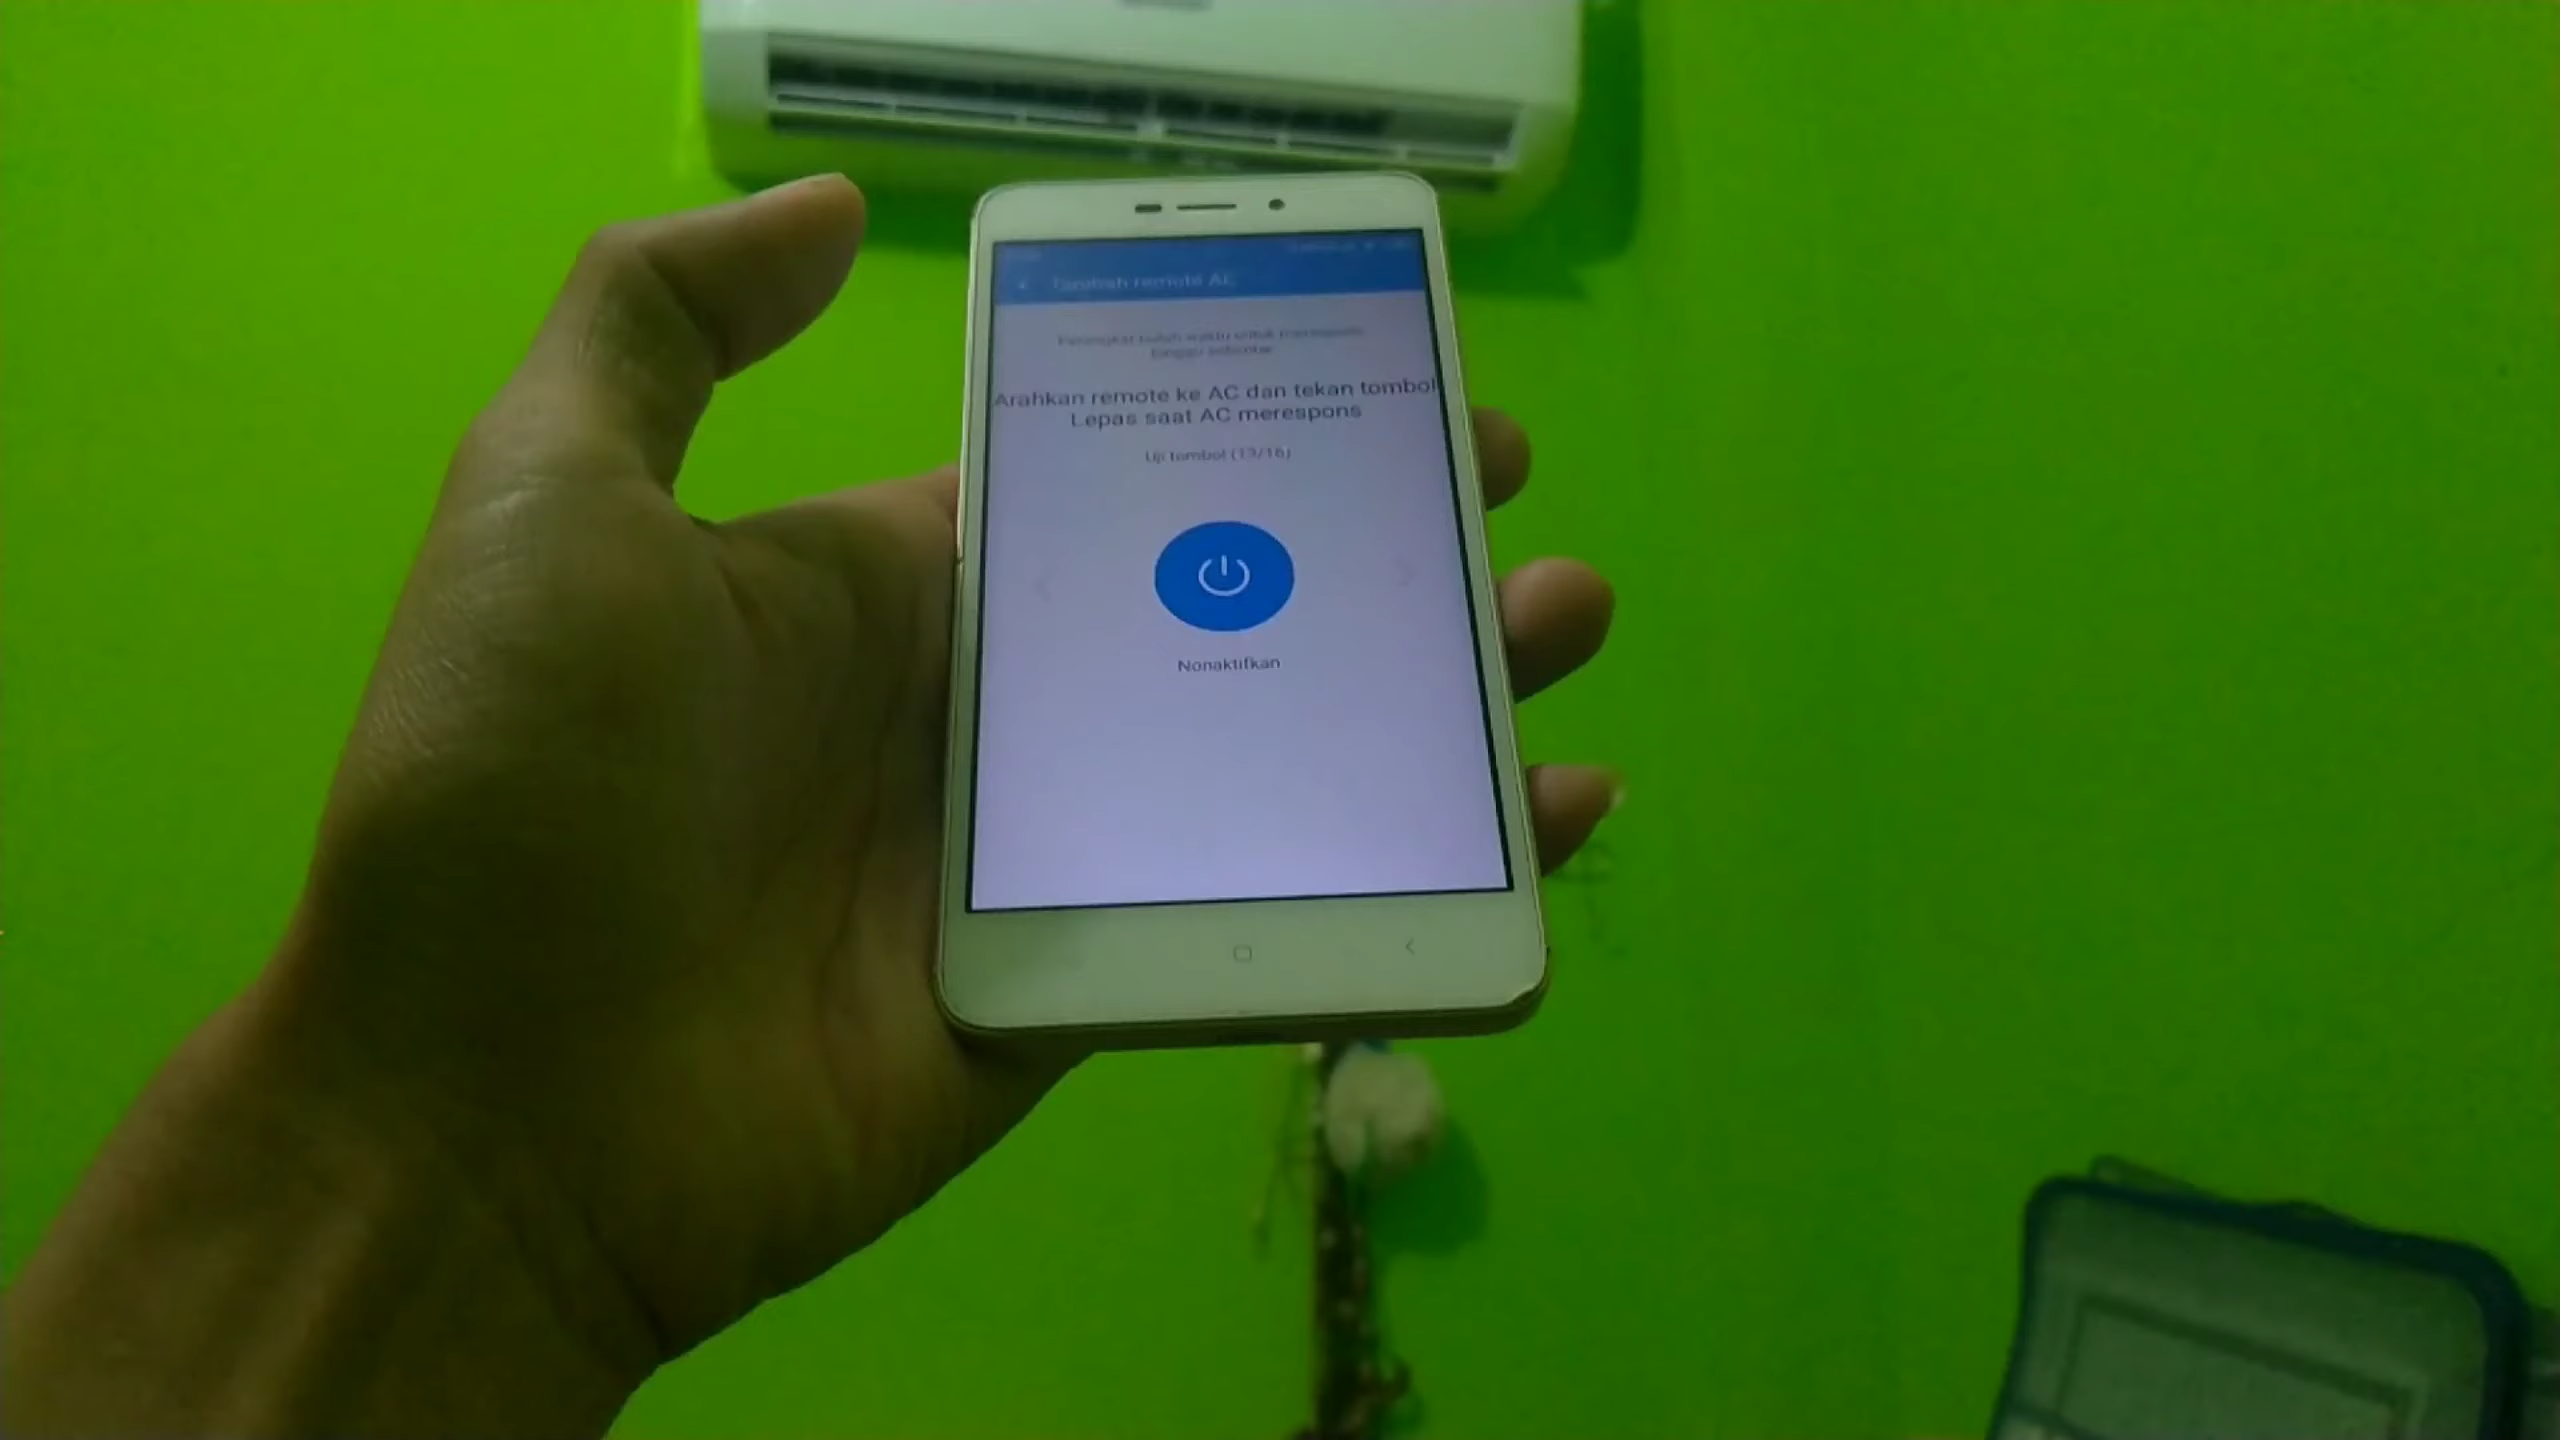 Tambah remote AC
Perangkat butuh waktu untuk merespons
tunggu sebentar
Arahkan remote ke AC dan tekan tombol
Lepas saat AC merespons
Uji tombol (13/16)
Nonaktifkan